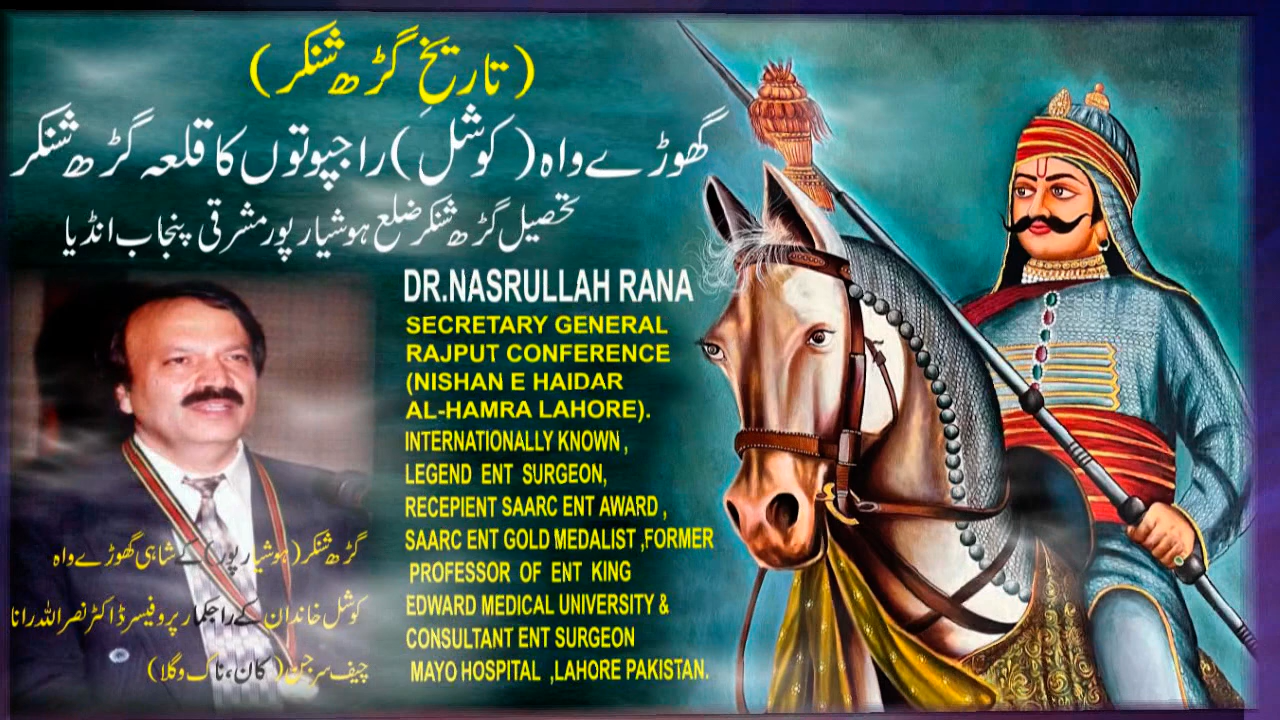 (تاریخِ گڑھ شنکر)
گھوڑے واہ (کوشل) راجپوتوں کا قلعہ گڑھ شنکر
تحصیل گڑھ شنکر ضلع ہوشیار پور مشرقی پنجاب انڈیا
DR.NASRULLAH RANA
SECRETARY GENERAL
RAJPUT CONFERENCE
(NISHAN E HAIDAR
AL-HAMRA LAHORE).
INTERNATIONALLY KNOWN ,
LEGEND ENT SURGEON,
RECEPIENT SAARC ENT AWARD ,
SAARC ENT GOLD MEDALIST ,FORMER
PROFESSOR OF ENT KING
EDWARD MEDICAL UNIVERSITY &
CONSULTANT ENT SURGEON
MAYO HOSPITAL ,LAHORE PAKISTAN.
گڑھ شنکر (ہوشیار پور) کے شاہی گھوڑے واہ
کوشل خاندان کے راجکمار پروفیسر ڈاکٹر نصر اللہ رانا
چیف سرجن (کان، ناک و گلا)